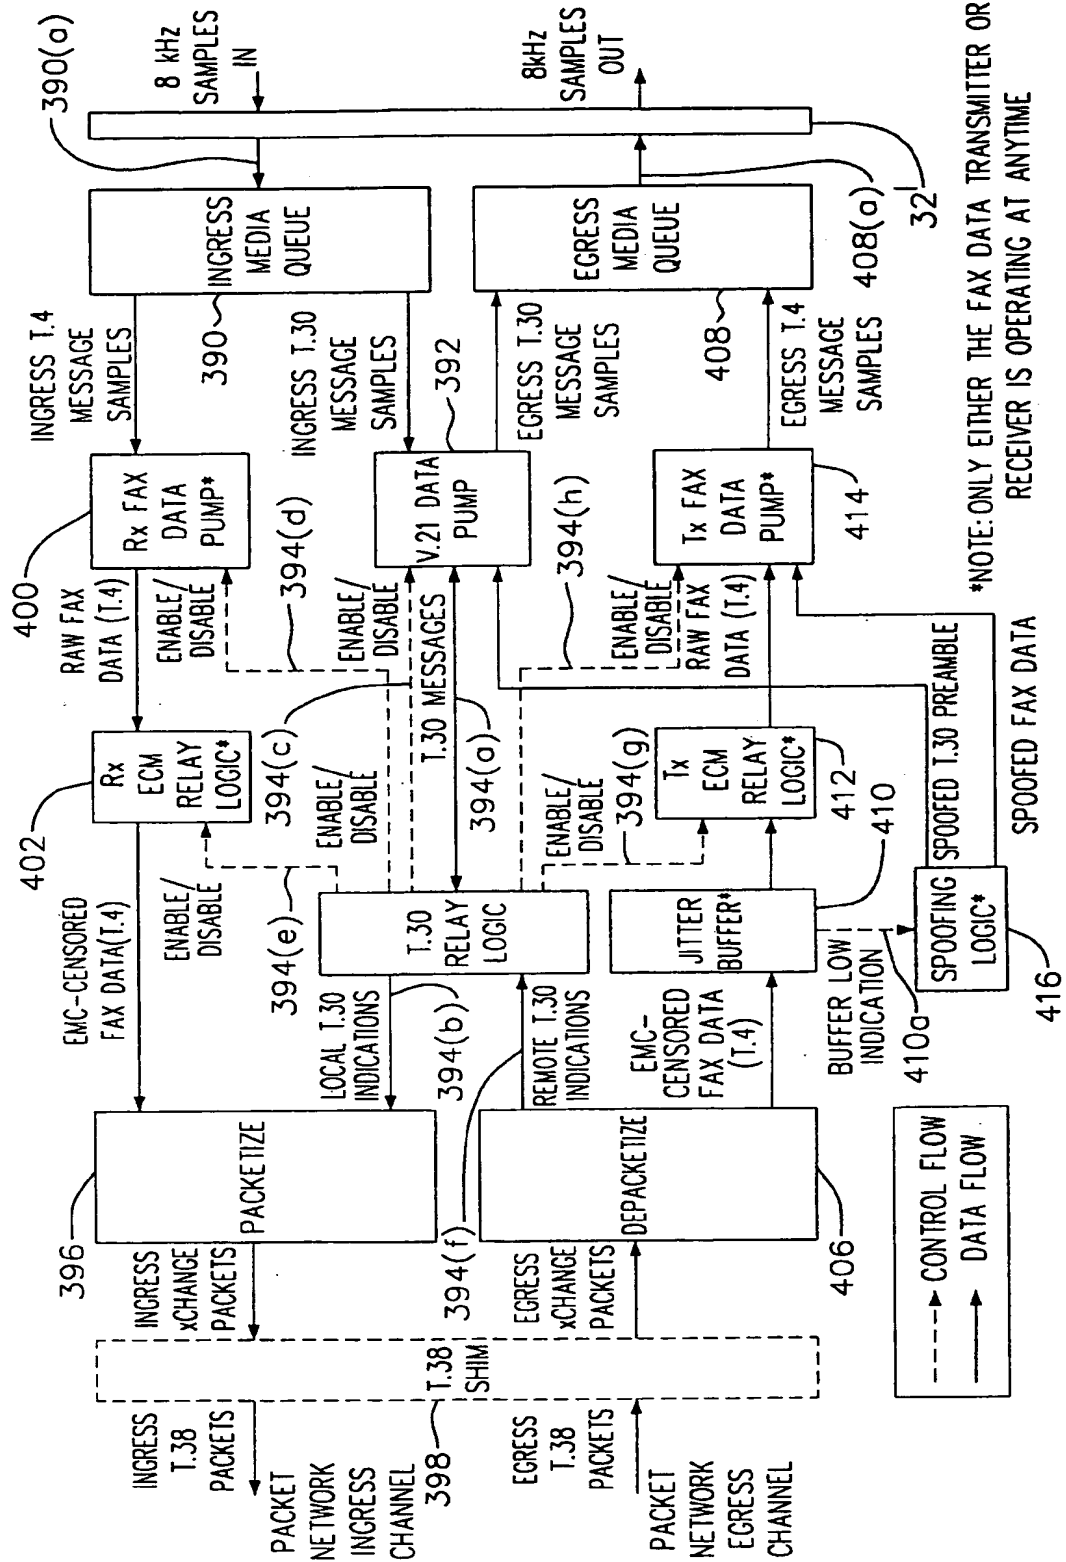 INGRESS
T.38
PACKETS
PACKET
NETWORK
INGRESS
CHANNEL
398
EGRESS
T.38
PACKETS
PACKET
NETWORK
EGRESS
CHANNEL
T.38
SHIM
396
INGRESS
xCHANGE
PACKETS
394(f)
EGRESS
xCHANGE
PACKETS
406
PACKETIZE
DEPACKETIZE
CONTROL FLOW
DATA FLOW
EMC-CENSORED
FAX DATA(T.4)
402
ENABLE/
DISABLE
394(e)
LOCAL T.30
INDICATIONS
394(b)
REMOTE T.30
INDICATIONS
EMC-
CENSORED
FAX DATA
(T.4)
BUFFER LOW
INDICATION
410a
416
T.30
RELAY
LOGIC
JITTER
BUFFER*
410
SPOOFING
LOGIC*
Rx
ECM
RELAY
LOGIC*
394(c)
ENABLE/
DISABLE
394(a)
ENABLE/
DISABLE
394(g)
Tx
ECM
RELAY
LOGIC*
412
400
RAW FAX
DATA (T.4)
ENABLE/
DISABLE
394(d)
ENABLE/
DISABLE
T.30 MESSAGES
394(h)
ENABLE/
DISABLE
RAW FAX
DATA (T.4)
SPOOFED T.30 PREAMBLE
SPOOFED FAX DATA
Rx FAX
DATA
PUMP*
V.21 DATA
PUMP
392
Tx FAX
DATA
PUMP*
414
INGRESS T.4
MESSAGE
SAMPLES
390
INGRESS T.30
MESSAGE
SAMPLES
EGRESS T.30
MESSAGE
SAMPLES
408
EGRESS T.4
MESSAGE
SAMPLES
INGRESS
MEDIA
QUEUE
EGRESS
MEDIA
QUEUE
390(a)
408(a)
32'
8 kHz
SAMPLES
IN
8kHz
SAMPLES
OUT
*NOTE: ONLY EITHER THE FAX DATA TRANSMITTER OR
RECEIVER IS OPERATING AT ANYTIME